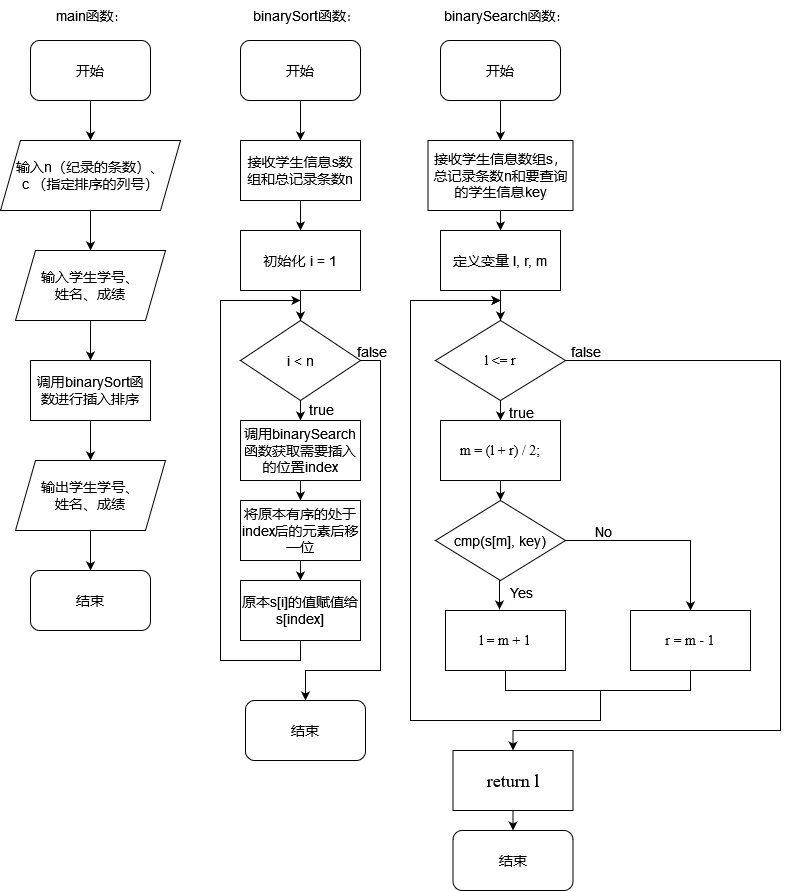 main函数：
开始
输入n（纪录的条数）、
c （指定排序的列号）
输入学生学号、
姓名、成绩
调用binarySort函
数进行插入排序
输出学生学号、
姓名、成绩
结束
binarySort函数：
开始
接收学生信息s数
组和总记录条数n
初始化 i = 1
i < n
false
true
调用binarySearch
函数获取需要插入
的位置index
将原本有序的处于
index后的元素后移
一位
原本s[i]的值赋值给
s[index]
结束
binarySearch函数：
开始
接收学生信息数组s，
总记录条数n和要查询
的学生信息key
定义变量 l, r, m
l <= r
false
true
m = (l + r) / 2;
cmp(s[m], key)
No
Yes
l = m + 1
r = m - 1
return l
结束